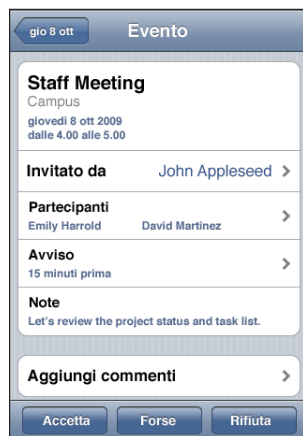 gio 8 ott
Evento
Staff Meeting
Campus
giovedì 8 ott 2009
dalle 4.00 alle 5.00
Invitato da John Appleseed
Partecipanti
Emily Harrold David Martinez
Avviso
15 minuti prima
Note
Let's review the project status and task list.
Aggiungi commenti
Accetta Forse Rifiuta